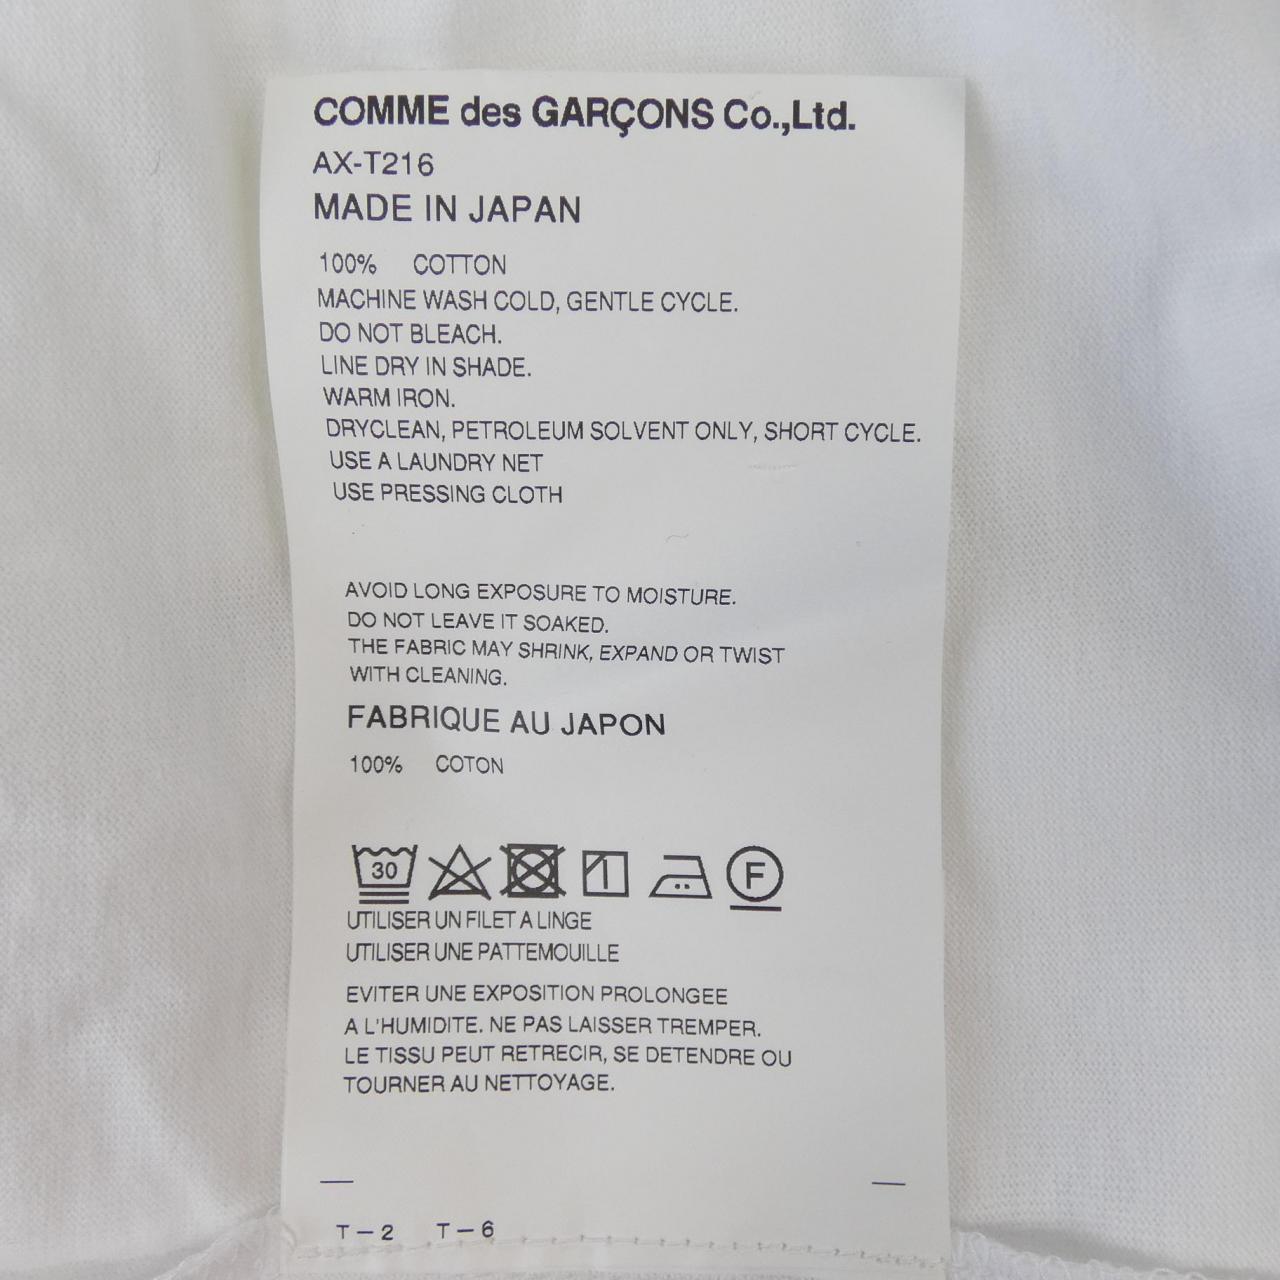 COMME des GARÇONS Co.,Ltd.
AX-T216
MADE IN JAPAN
100% COTTON
MACHINE WASH COLD, GENTLE CYCLE.
DO NOT BLEACH.
LINE DRY IN SHADE.
WARM IRON.
DRYCLEAN, PETROLEUM SOLVENT ONLY, SHORT CYCLE.
USE A LAUNDRY NET
USE PRESSING CLOTH
AVOID LONG EXPOSURE TO MOISTURE.
DO NOT LEAVE IT SOAKED.
THE FABRIC MAY SHRINK, EXPAND OR TWIST
WITH CLEANING.
FABRIQUE AU JAPON
100% COTON
30 F
UTILISER UN FILET A LINGE
UTILISER UNE PATTEMOUILLE
EVITER UNE EXPOSITION PROLONGEE
A L'HUMIDITE. NE PAS LAISSER TREMPER.
LE TISSU PEUT RETRECIR, SE DETENDRE OU
TOURNER AU NETTOYAGE.
T-2 T-6